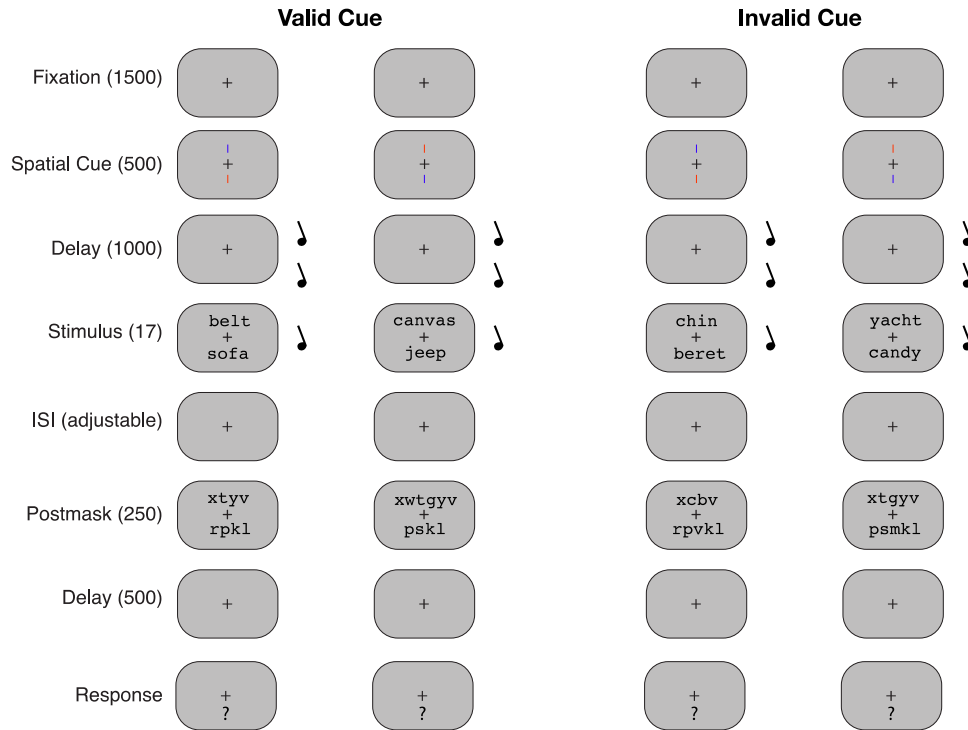 Valid Cue Invalid Cue
Fixation (1500) + + + +
Spatial Cue (500) + + + +
Delay (1000) + + + +
Stimulus (17)
belt canvas chin yacht
+ + + +
sofa jeep beret candy
ISI (adjustable) + + + +
Postmask (250)
xtyv xwtgyv xcbv xtgyv
+ + + +
rpkl pskl rpvkl psmkl
Delay (500) + + + +
Response
+ + + +
? ? ? ?